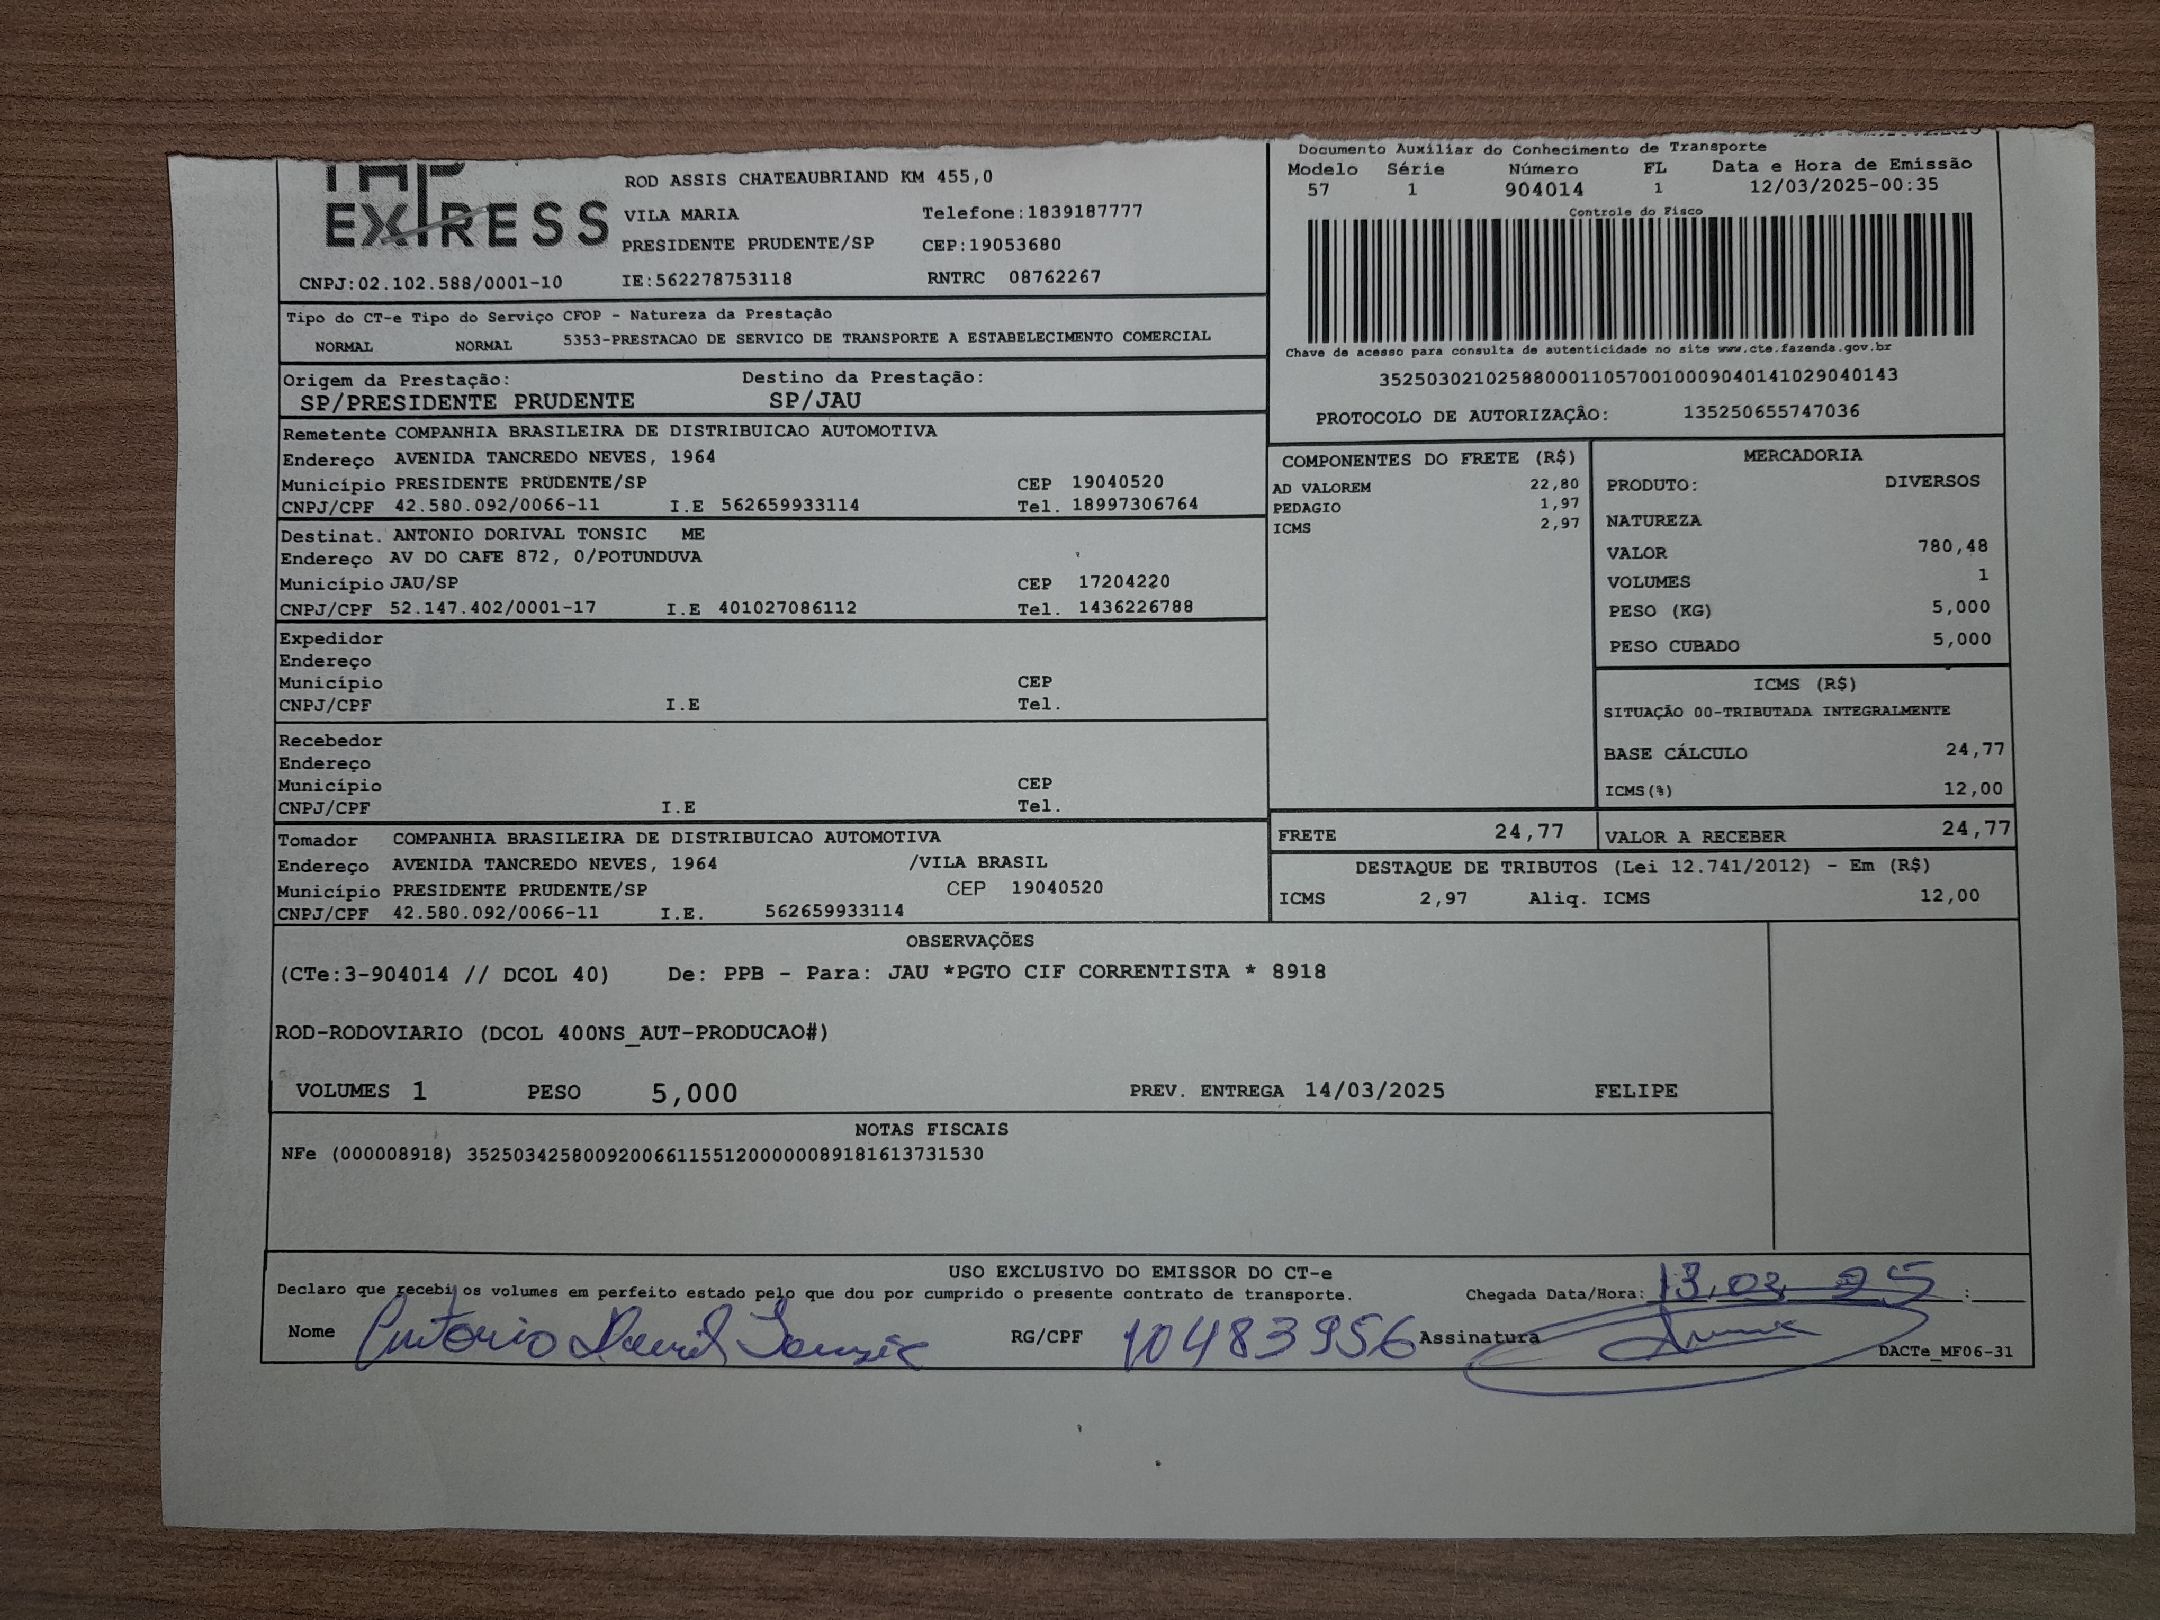 EXPRESS
ROD ASSIS CHATEAUBRIAND KM 455,0
VILA MARIA Telefone:1839187777
PRESIDENTE PRUDENTE/SP CEP:19053680
CNPJ:02.102.588/0001-10 IE:562278753118 RNTRC 08762267
Documento Auxiliar do Conhecimento de Transporte
Modelo Série Número FL Data e Hora de Emissão
57 1 904014 1 12/03/2025-00:35
Controle do Fisco
Chave de acesso para consulta de autenticidade no site www.cte.fazenda.gov.br
35250302102588000110570010009040141029040143
PROTOCOLO DE AUTORIZAÇÃO: 135250655747036
Tipo do CT-e Tipo do Serviço CFOP - Natureza da Prestação
NORMAL NORMAL 5353-PRESTACAO DE SERVICO DE TRANSPORTE A ESTABELECIMENTO COMERCIAL
Origem da Prestação: Destino da Prestação:
SP/PRESIDENTE PRUDENTE SP/JAU
Remetente COMPANHIA BRASILEIRA DE DISTRIBUICAO AUTOMOTIVA
Endereço AVENIDA TANCREDO NEVES, 1964
Município PRESIDENTE PRUDENTE/SP CEP 19040520
CNPJ/CPF 42.580.092/0066-11 I.E 562659933114 Tel. 18997306764
Destinat. ANTONIO DORIVAL TONSIC ME
Endereço AV DO CAFE 872, 0/POTUNDUVA
Município JAU/SP CEP 17204220
CNPJ/CPF 52.147.402/0001-17 I.E 401027086112 Tel. 1436226788
Expedidor
Endereço
Município CEP
CNPJ/CPF I.E Tel.
Recebedor
Endereço
Município CEP
CNPJ/CPF I.E Tel.
Tomador COMPANHIA BRASILEIRA DE DISTRIBUICAO AUTOMOTIVA
Endereço AVENIDA TANCREDO NEVES, 1964 /VILA BRASIL
Município PRESIDENTE PRUDENTE/SP CEP 19040520
CNPJ/CPF 42.580.092/0066-11 I.E. 562659933114
COMPONENTES DO FRETE (R$)
AD VALOREM 22,80
PEDAGIO 1,97
ICMS 2,97
MERCADORIA
PRODUTO: DIVERSOS
NATUREZA
VALOR 780,48
VOLUMES 1
PESO (KG) 5,000
PESO CUBADO 5,000
ICMS (R$)
SITUAÇÃO 00-TRIBUTADA INTEGRALMENTE
BASE CÁLCULO 24,77
ICMS(%) 12,00
FRETE 24,77 VALOR A RECEBER 24,77
DESTAQUE DE TRIBUTOS (Lei 12.741/2012) - Em (R$)
ICMS 2,97 Aliq. ICMS 12,00
OBSERVAÇÕES
(CTe:3-904014 // DCOL 40) De: PPB - Para: JAU *PGTO CIF CORRENTISTA * 8918
ROD-RODOVIARIO (DCOL 400NS_AUT-PRODUCAO#)
VOLUMES 1 PESO 5,000 PREV. ENTREGA 14/03/2025 FELIPE
NOTAS FISCAIS
NFe (000008918) 35250342580092006611551200000089181613731530
USO EXCLUSIVO DO EMISSOR DO CT-e
Declaro que recebi os volumes em perfeito estado pelo que dou por cumprido o presente contrato de transporte. Chegada Data/Hora: 13.03 25 :
Nome Antonio Tonsic RG/CPF 10483956 Assinatura
DACTe_MF06-31